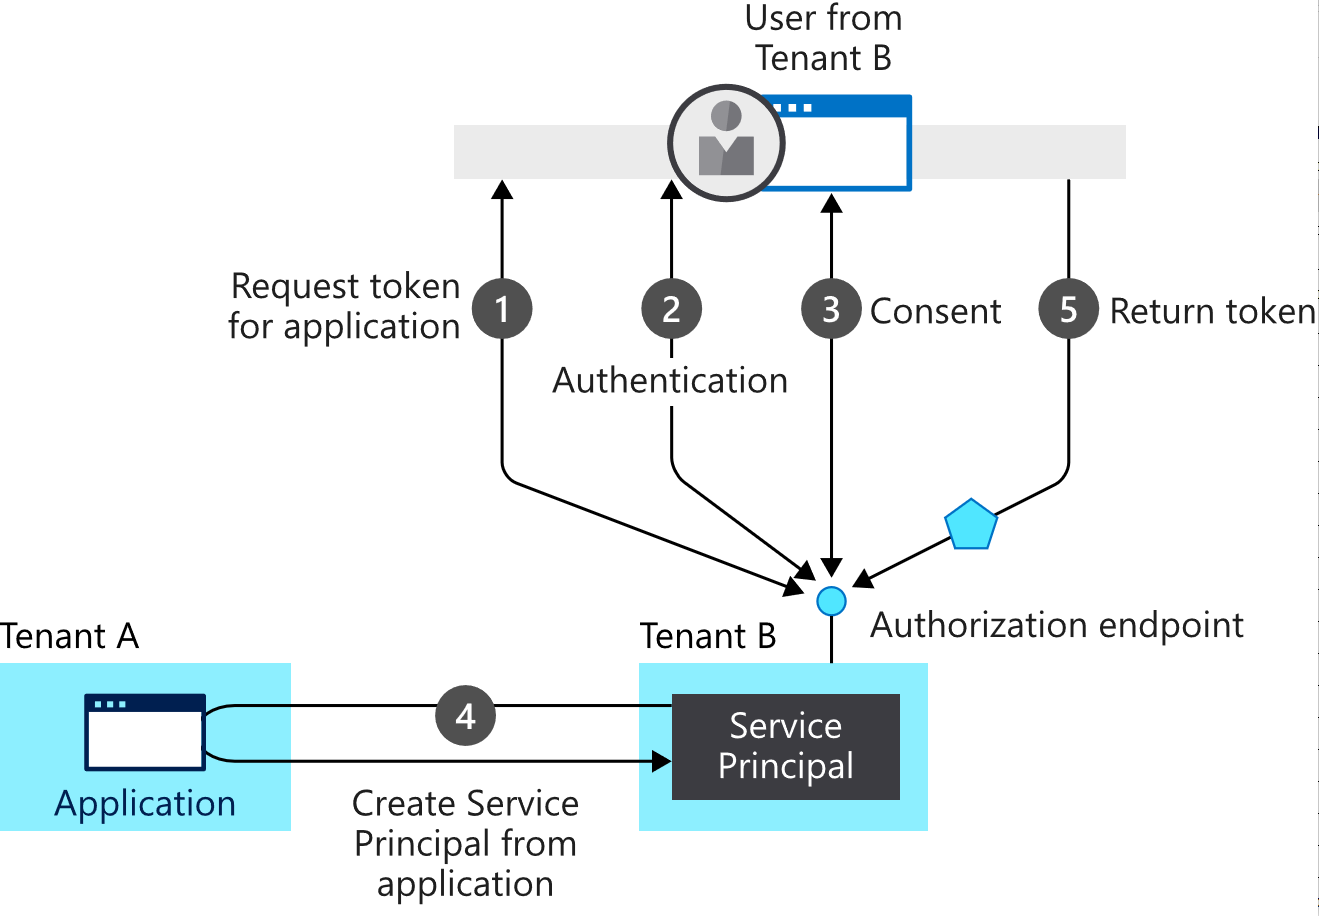 User from
Tenant B
Request token
for application
1
2
3
Consent
5
Return token
Authentication
Authorization endpoint
Tenant A
Tenant B
4
Service
Principal
Application
Create Service
Principal from
application